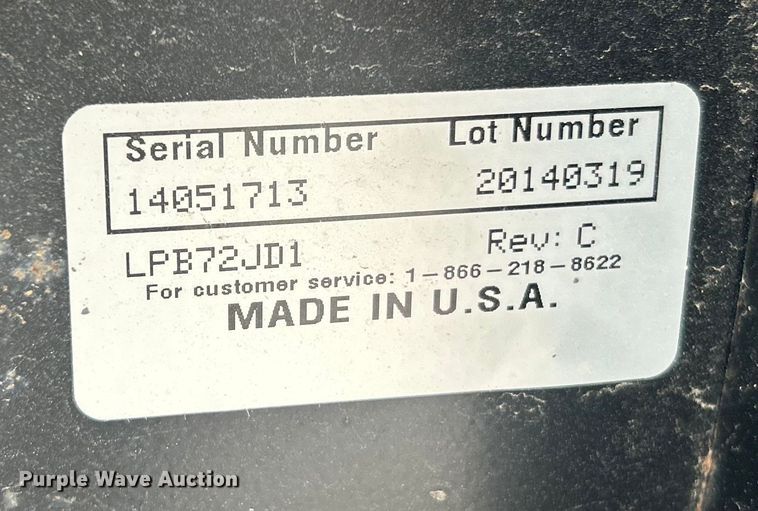 Serial Number Lot Number
14051713 20140319
LPB72JD1 Rev: C
For customer service: 1-866-218-8622
MADE IN U.S.A.
Purple Wave Auction